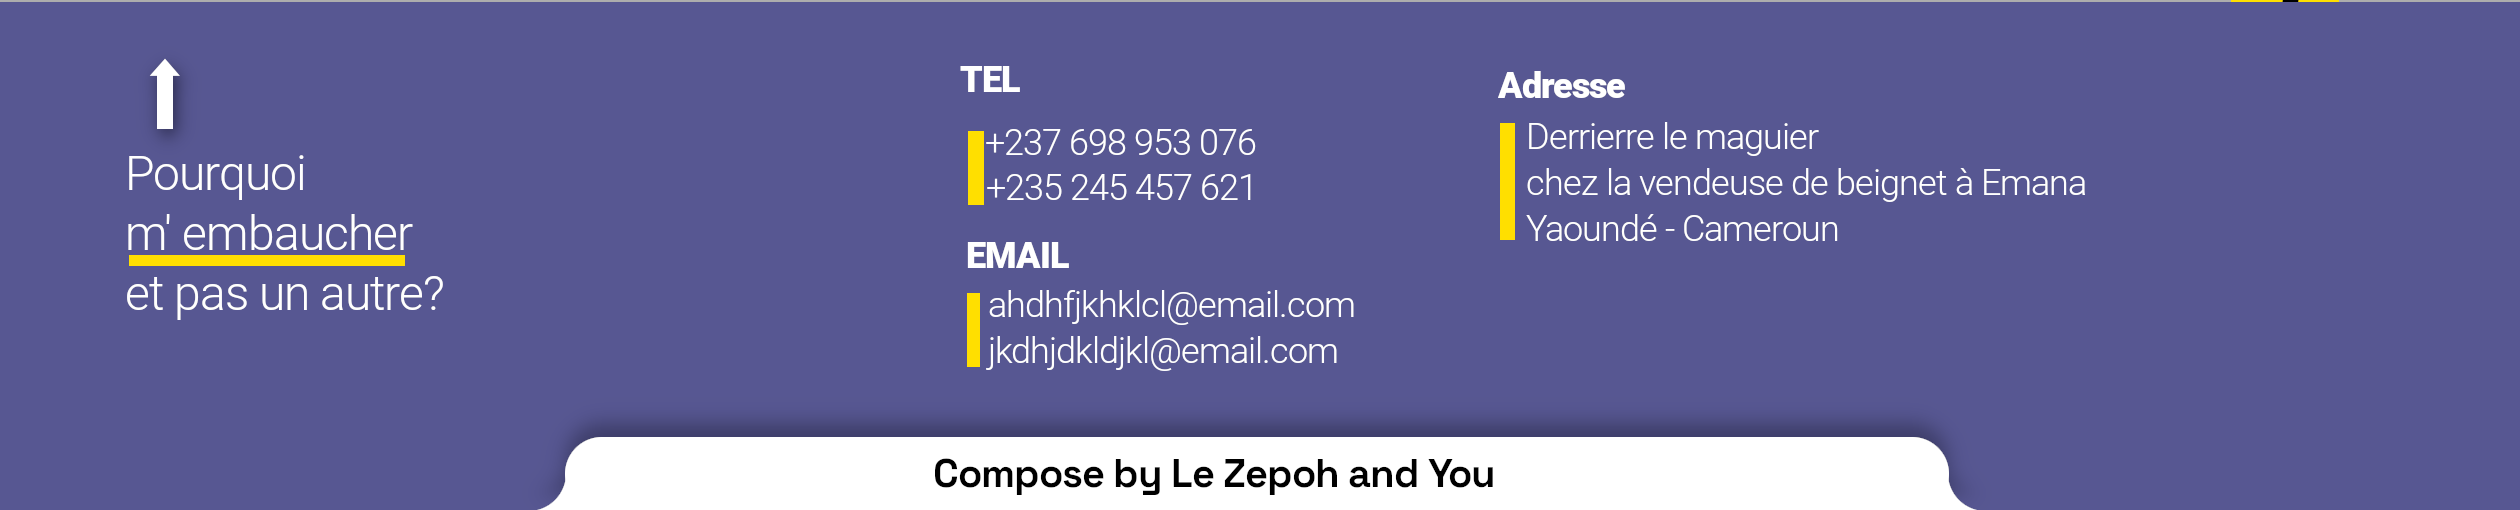 Pourquoi
m' embaucher
et pas un autre?
TEL
+237 698 953 076
+235 245 457 621
EMAIL
ahdhfjkhklcl@email.com
jkdhjdkldjkl@email.com
Adresse
Derrierre le maguier
chez la vendeuse de beignet à Emana
Yaoundé - Cameroun
Compose by Le Zepoh and You